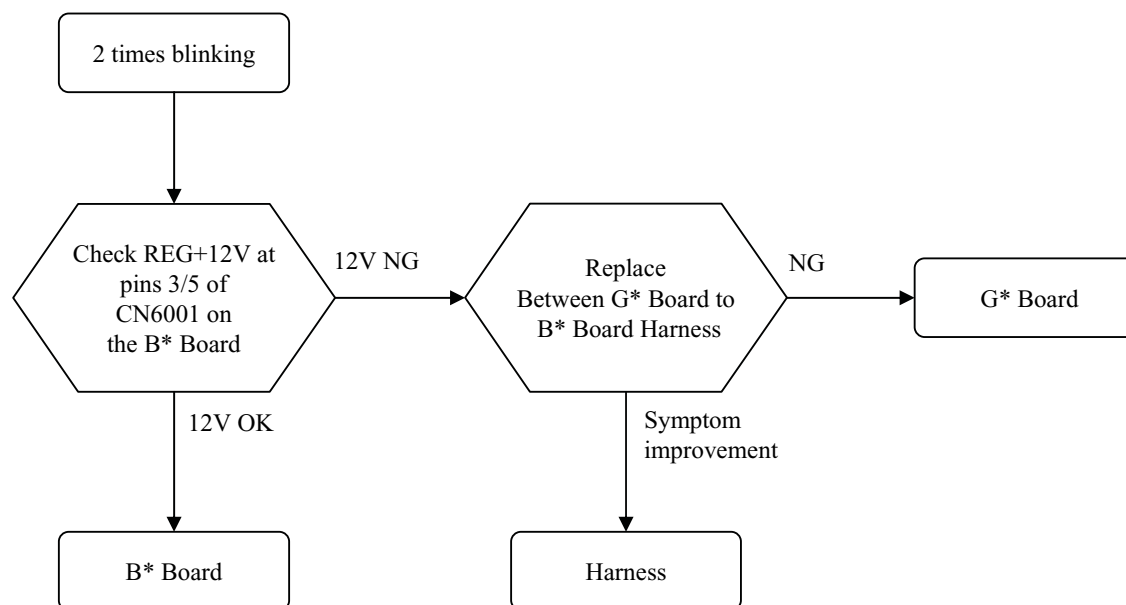 2 times blinking
Check REG+12V at
pins 3/5 of
CN6001 on
the B* Board
12V NG
Replace
Between G* Board to
B* Board Harness
NG
G* Board
12V OK
Symptom
improvement
B* Board
Harness